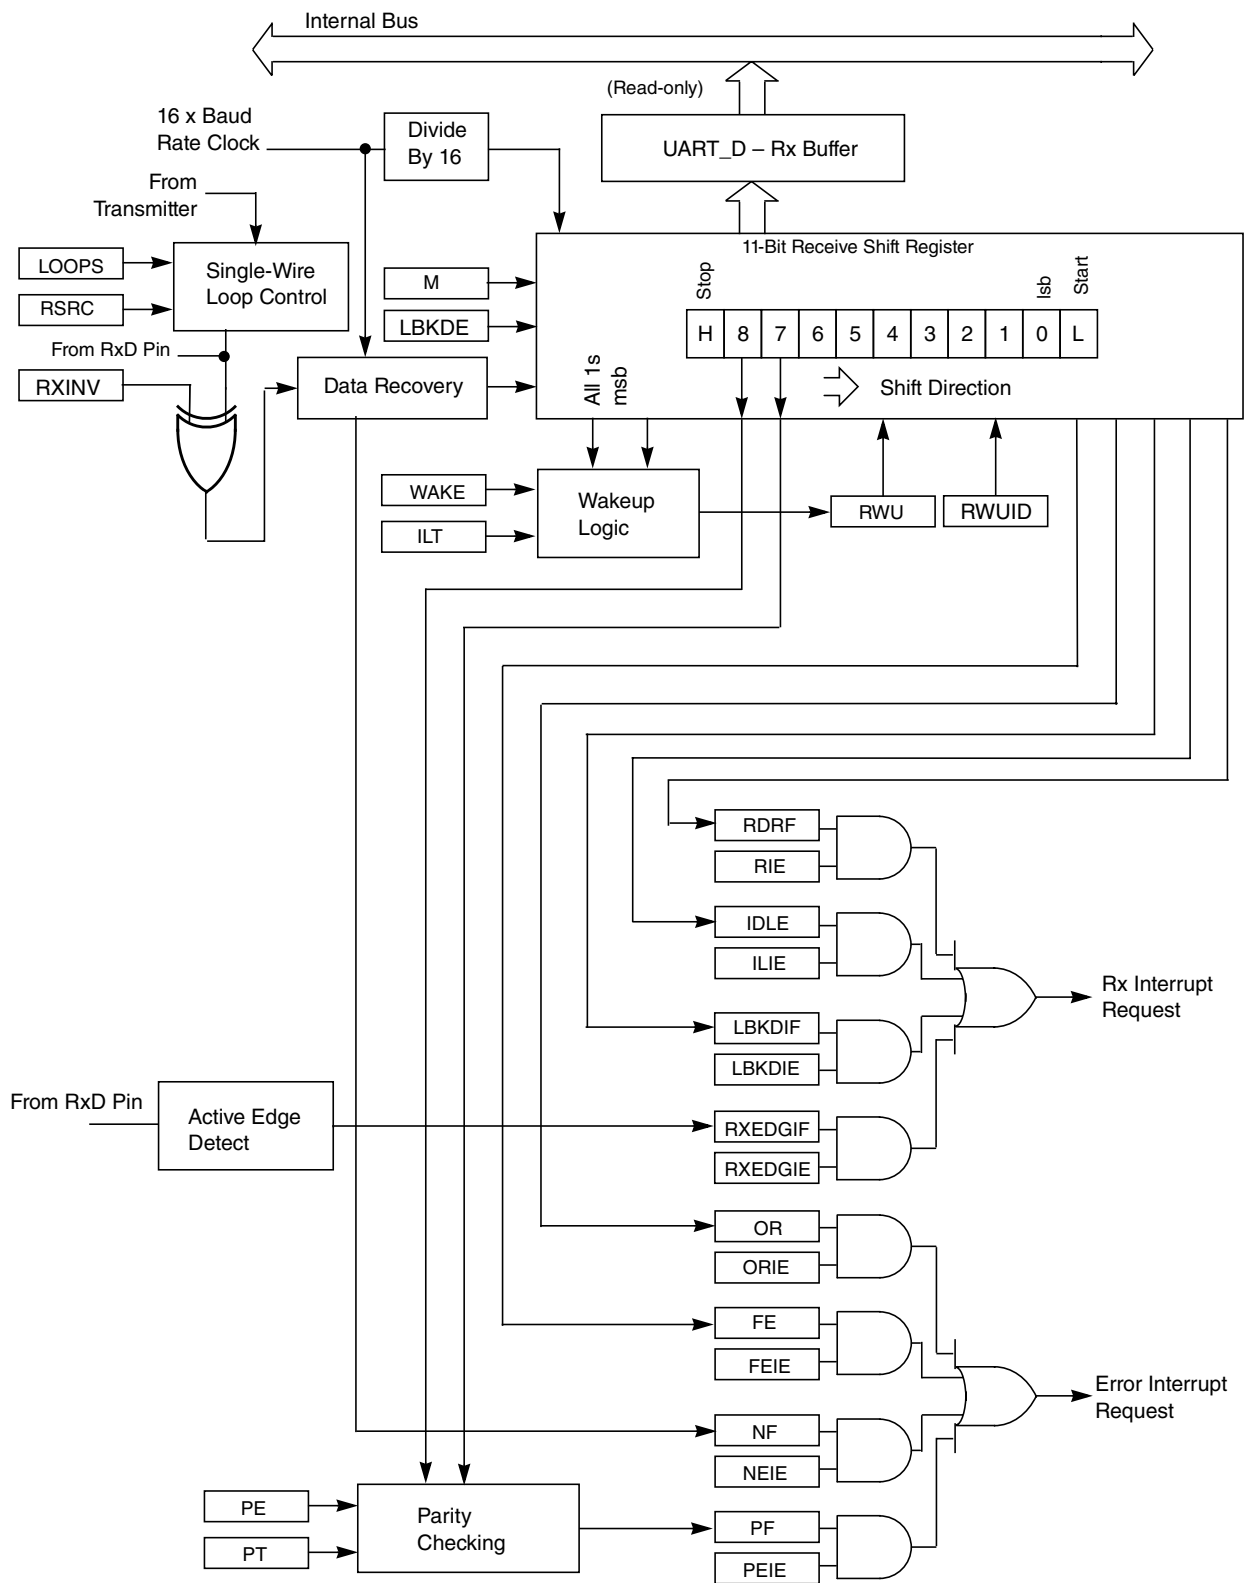 Internal Bus
(Read-only)
16 x Baud
Rate Clock
Divide
By 16
UART_D – Rx Buffer
From
Transmitter
11-Bit Receive Shift Register
LOOPS
RSRC
Single-Wire
Loop Control
M
LBKDE
Stop
lsb
Start
H 8 7 6 5 4 3 2 1 0 L
From RxD Pin
RXINV
Data Recovery
All 1s
msb
Shift Direction
WAKE
ILT
Wakeup
Logic
RWU
RWUID
RDRF
RIE
IDLE
ILIE
Rx Interrupt
Request
LBKDIF
LBKDIE
From RxD Pin
Active Edge
Detect
RXEDGIF
RXEDGIE
OR
ORIE
FE
FEIE
Error Interrupt
Request
NF
NEIE
PE
PT
Parity
Checking
PF
PEIE